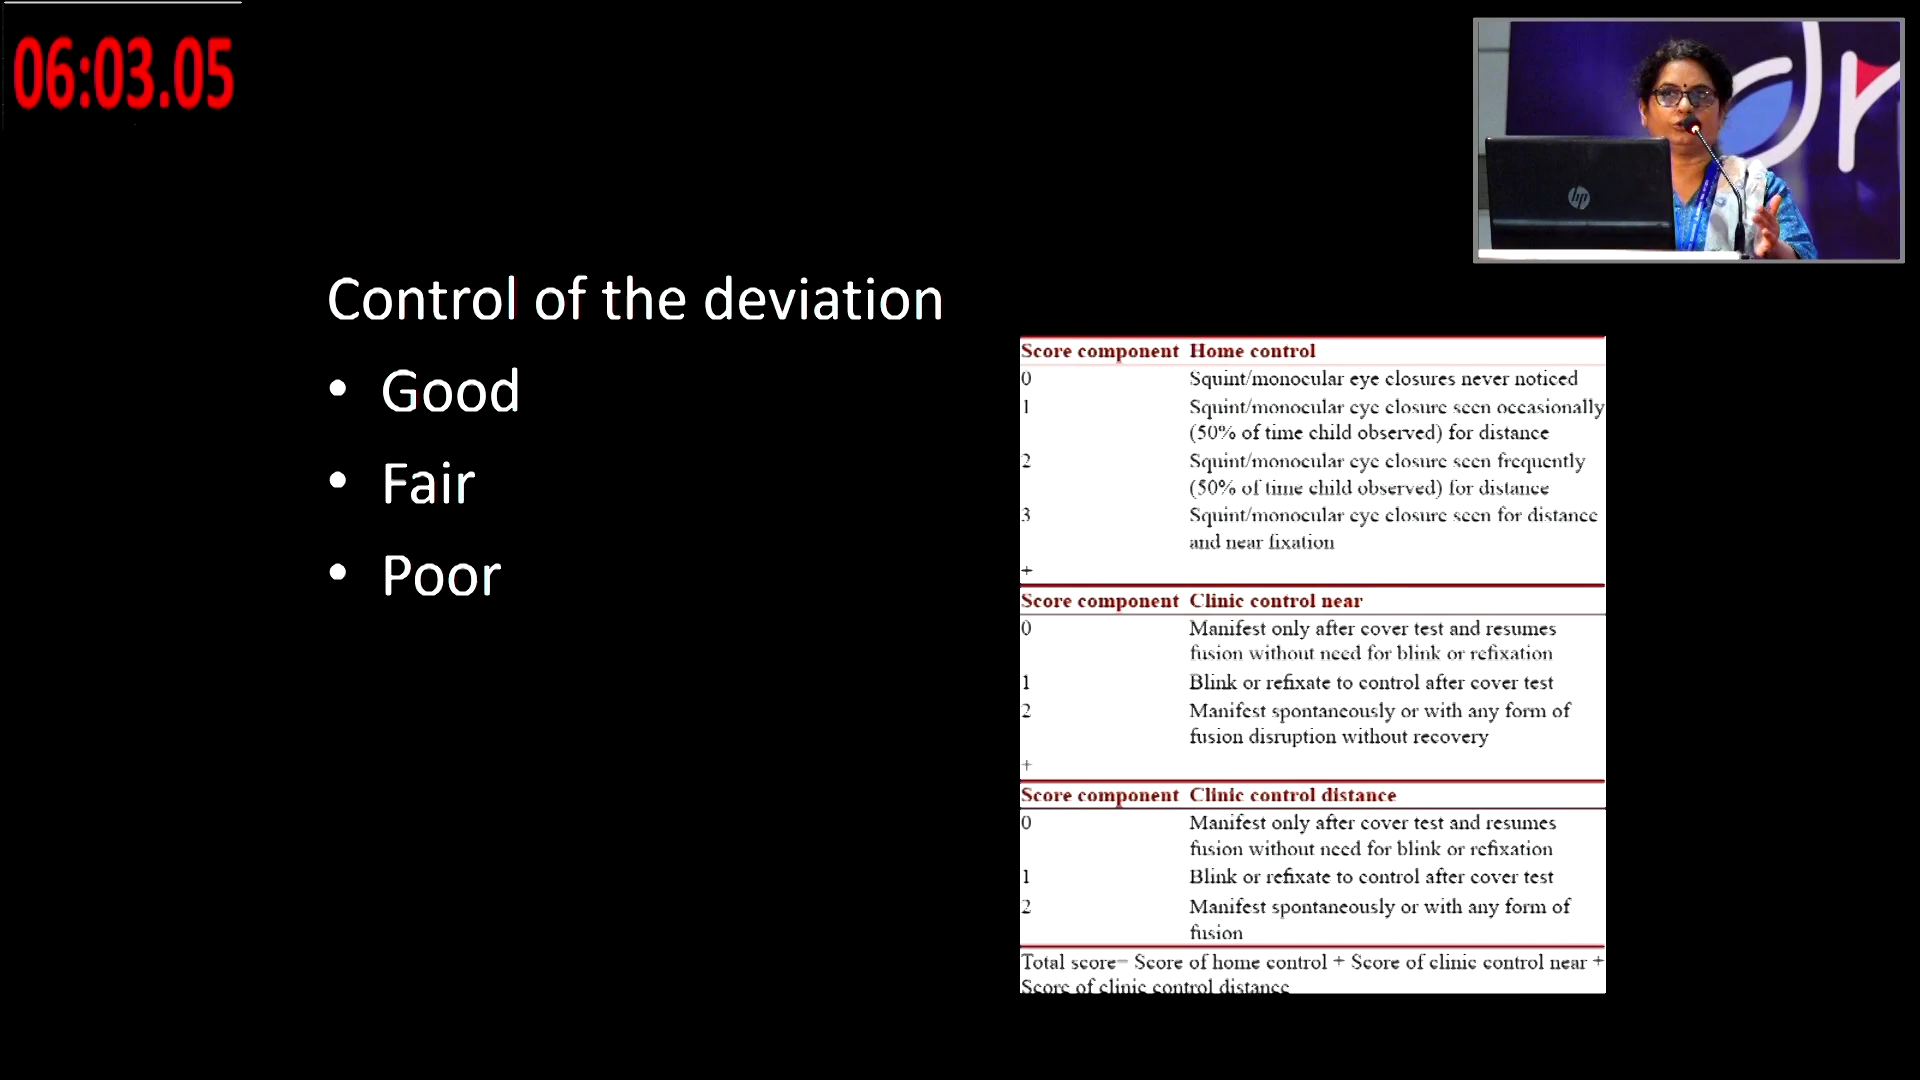 06:03.05
hp
Control of the deviation
• Good
• Fair
• Poor
Score component Home control
0 Squint/monocular eye closures never noticed
1 Squint/monocular eye closure seen occasionally
(50% of time child observed) for distance
2 Squint/monocular eye closure seen frequently
(50% of time child observed) for distance
3 Squint/monocular eye closure seen for distance
and near fixation
+
Score component Clinic control near
0 Manifest only after cover test and resumes
fusion without need for blink or refixation
1 Blink or refixate to control after cover test
2 Manifest spontaneously or with any form of
fusion disruption without recovery
+
Score component Clinic control distance
0 Manifest only after cover test and resumes
fusion without need for blink or refixation
1 Blink or refixate to control after cover test
2 Manifest spontaneously or with any form of
fusion
Total score= Score of home control + Score of clinic control near +
Score of clinic control distance